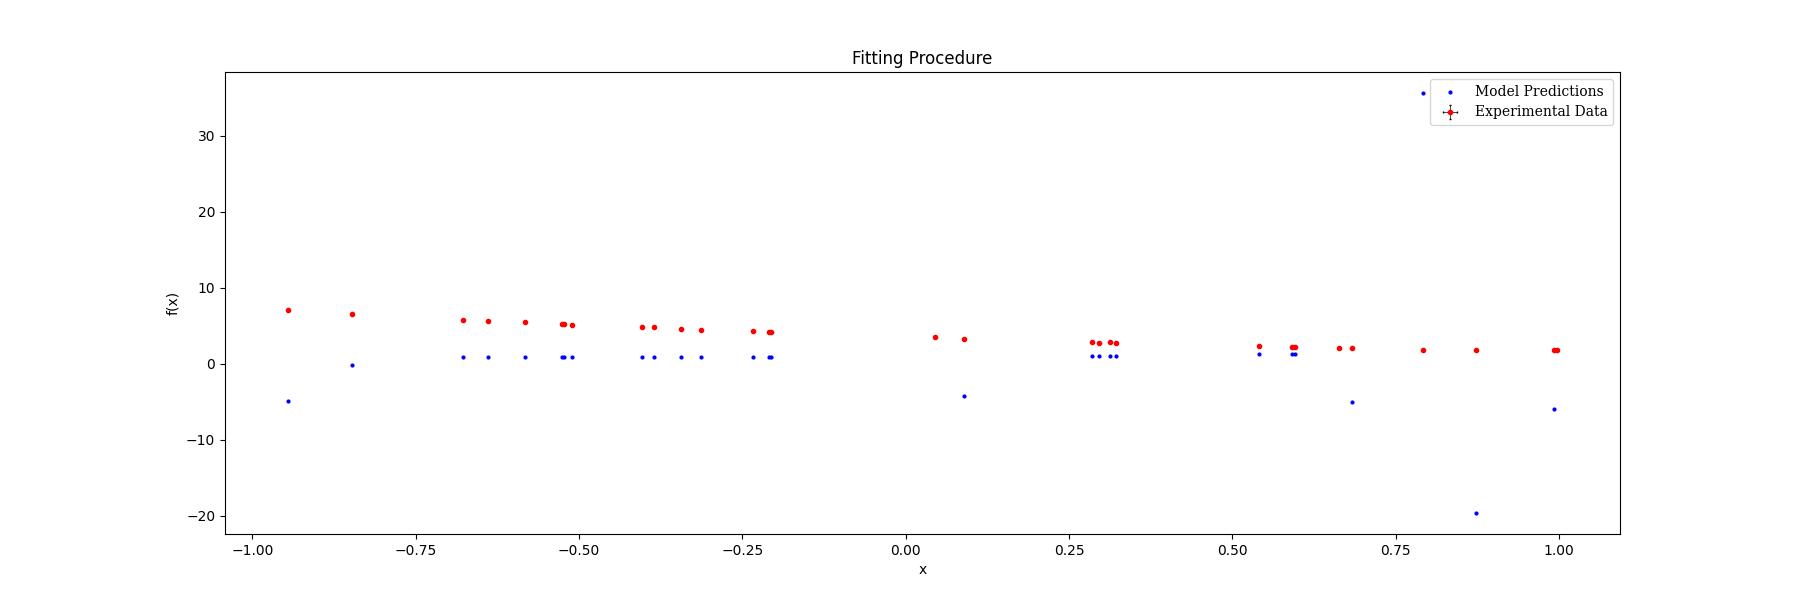 Fitting Procedure
Model Predictions
Experimental Data
f(x)
30
20
10
0
−10
−20
−1.00 −0.75 −0.50 −0.25 0.00 0.25 0.50 0.75 1.00
x